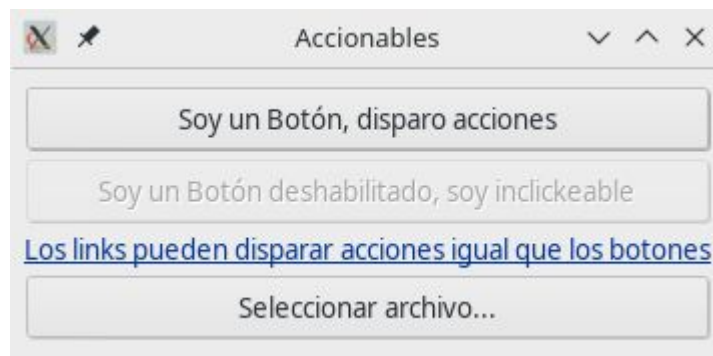 Accionables
Soy un Botón, disparo acciones
Soy un Botón deshabilitado, soy inclickeable
Los links pueden disparar acciones igual que los botones
Seleccionar archivo...